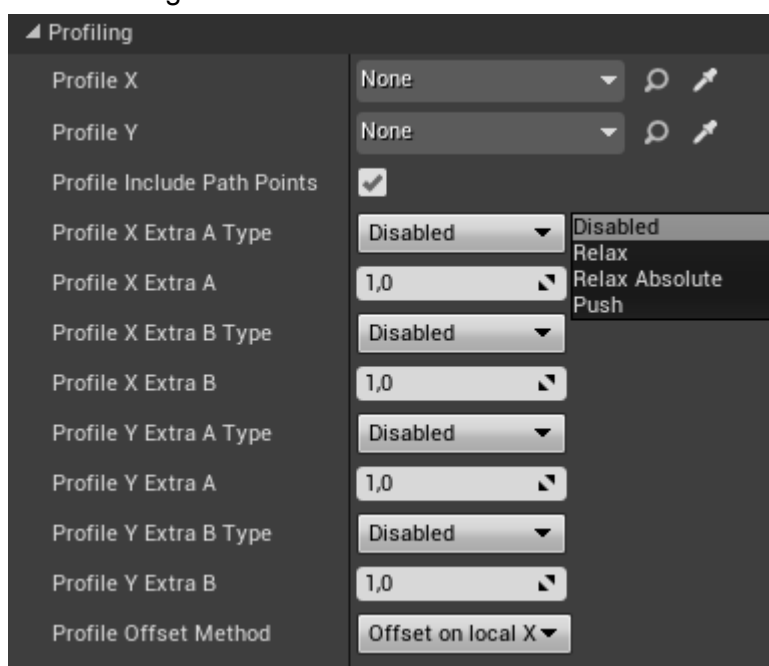 Profiling
Profile X None
Profile Y None
Profile Include Path Points
Profile X Extra A Type Disabled Disabled
Relax
Profile X Extra A 1,0 Relax Absolute
Push
Profile X Extra B Type Disabled
Profile X Extra B 1,0
Profile Y Extra A Type Disabled
Profile Y Extra A 1,0
Profile Y Extra B Type Disabled
Profile Y Extra B 1,0
Profile Offset Method Offset on local X